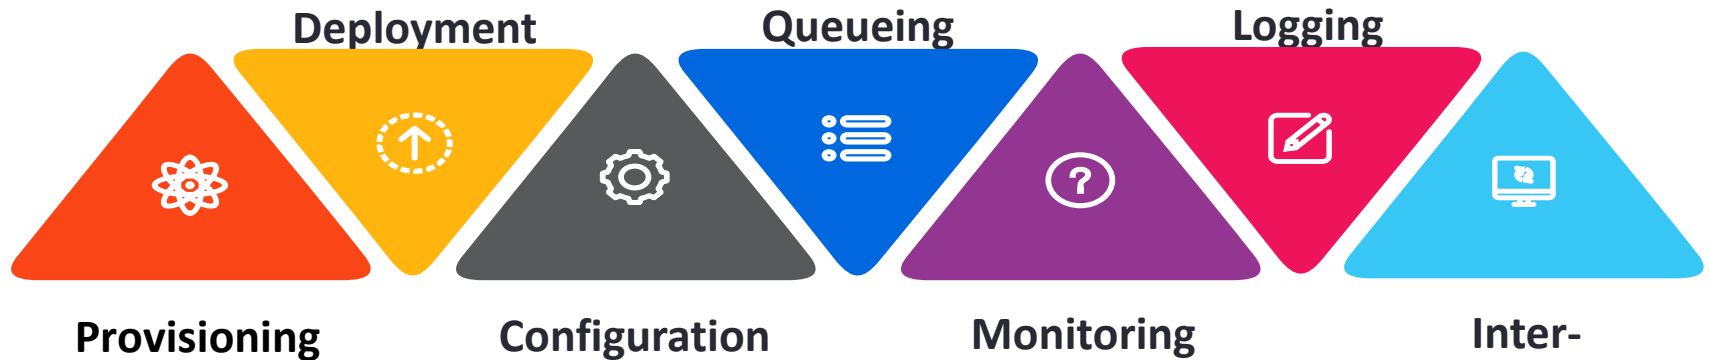 Deployment
Queueing
Logging
?
Provisioning
Configuration
Monitoring
Inter-